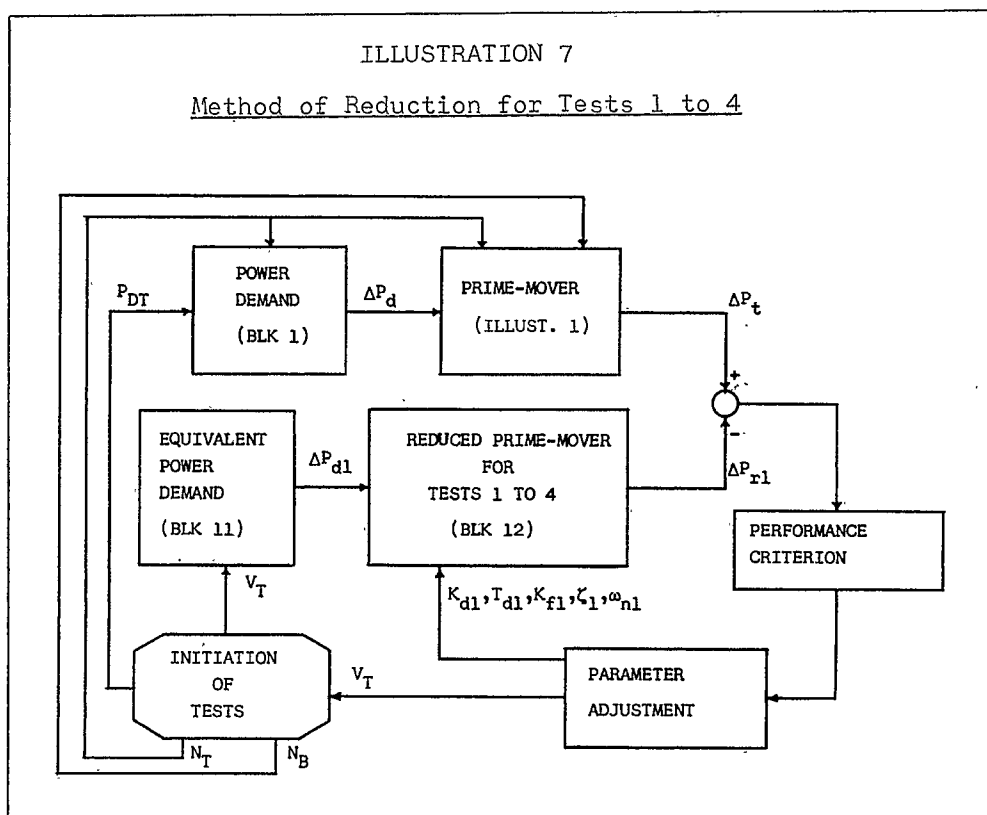 ILLUSTRATION 7
Method of Reduction for Tests 1 to 4
P_DT
POWER
DEMAND
(BLK 1)
ΔP_d
PRIME-MOVER
(ILLUST. 1)
ΔP_t
+
-
EQUIVALENT
POWER
DEMAND
(BLK 11)
ΔP_d1
REDUCED PRIME-MOVER
FOR
TESTS 1 TO 4
(BLK 12)
ΔP_r1
PERFORMANCE
CRITERION
V_T
K_d1,T_d1,K_f1,ζ_1,ω_n1
INITIATION
OF
TESTS
V_T
PARAMETER
ADJUSTMENT
N_T
N_B